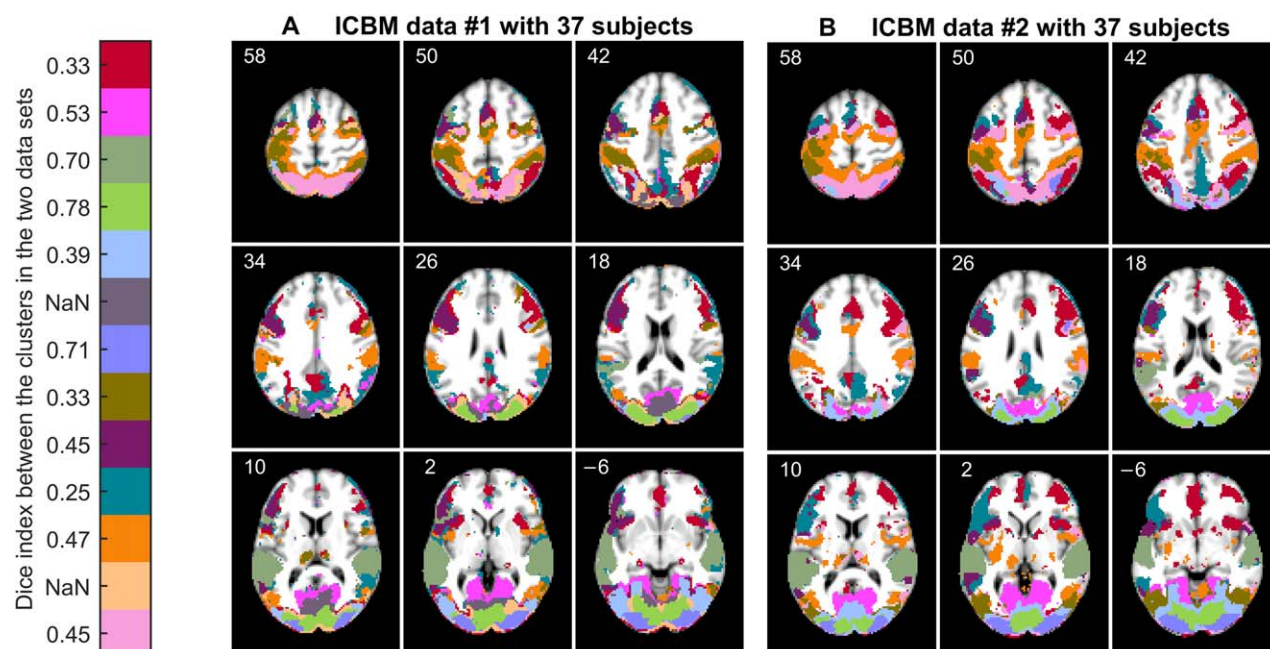 A ICBM data #1 with 37 subjects
B ICBM data #2 with 37 subjects
Dice index between the clusters in the two data sets
0.33
0.53
0.70
0.78
0.39
NaN
0.71
0.33
0.45
0.25
0.47
NaN
0.45
58 50 42
34 26 18
10 2 −6
58 50 42
34 26 18
10 2 −6